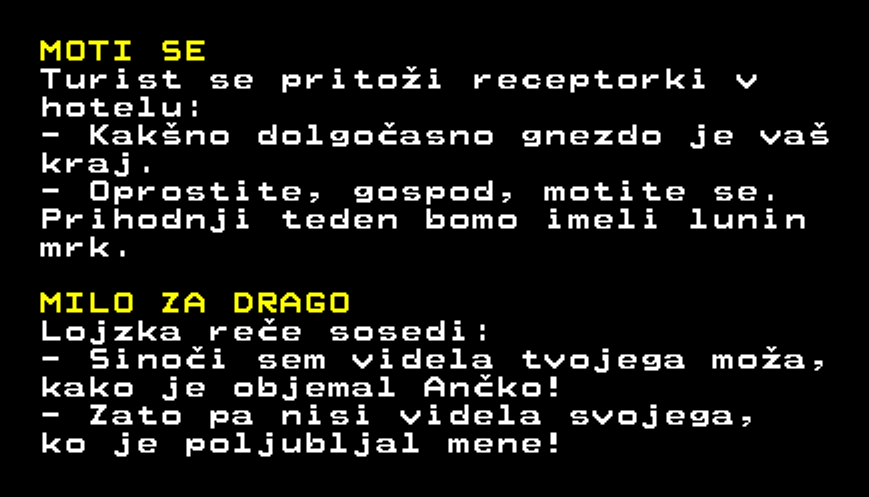 MOTI SE
Turist se pritoži receptorki v
hotelu:
- Kakšno dolgočasno gnezdo je vaš
kraj.
- Oprostite, gospod, motite se.
Prihodnji teden bomo imeli lunin
mrk.
MILO ZA DRAGO
Lojzka reče sosedi:
- Sinoči sem videla tvojega moža,
kako je objemal Ančko!
- Zato pa nisi videla svojega,
ko je poljubljal mene!